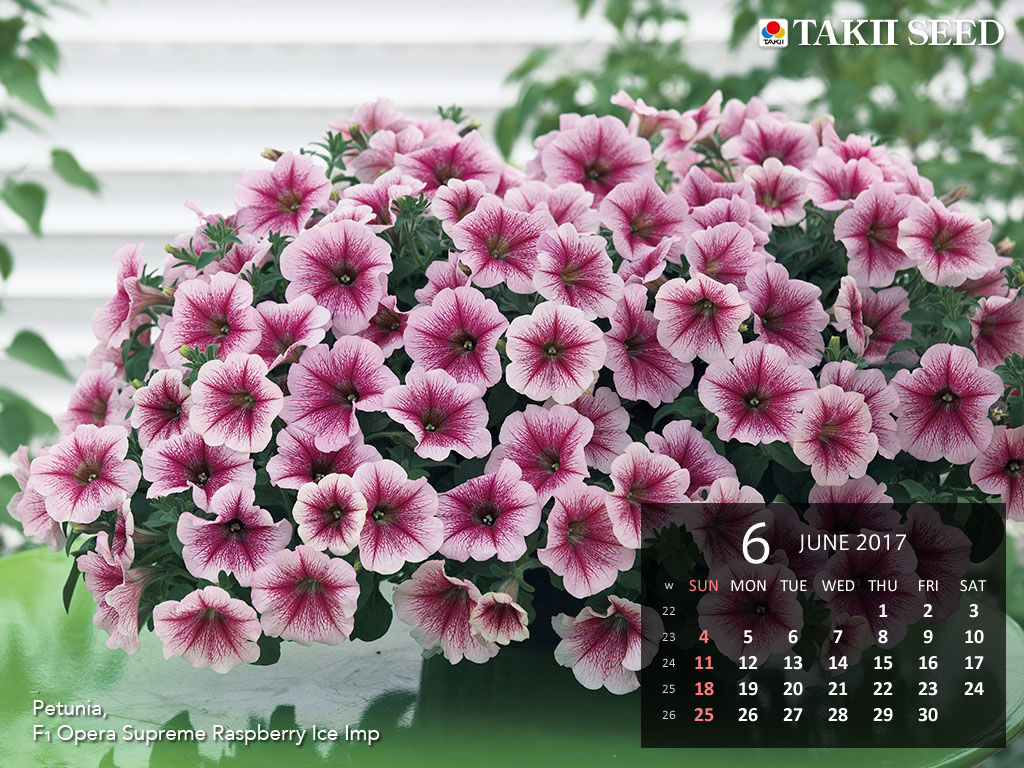 TAKII TAKII SEED
6 JUNE 2017
W SUN MON TUE WED THU FRI SAT
22 1 2 3
23 4 5 6 7 8 9 10
24 11 12 13 14 15 16 17
25 18 19 20 21 22 23 24
26 25 26 27 28 29 30
Petunia,
F1 Opera Supreme Raspberry Ice Imp